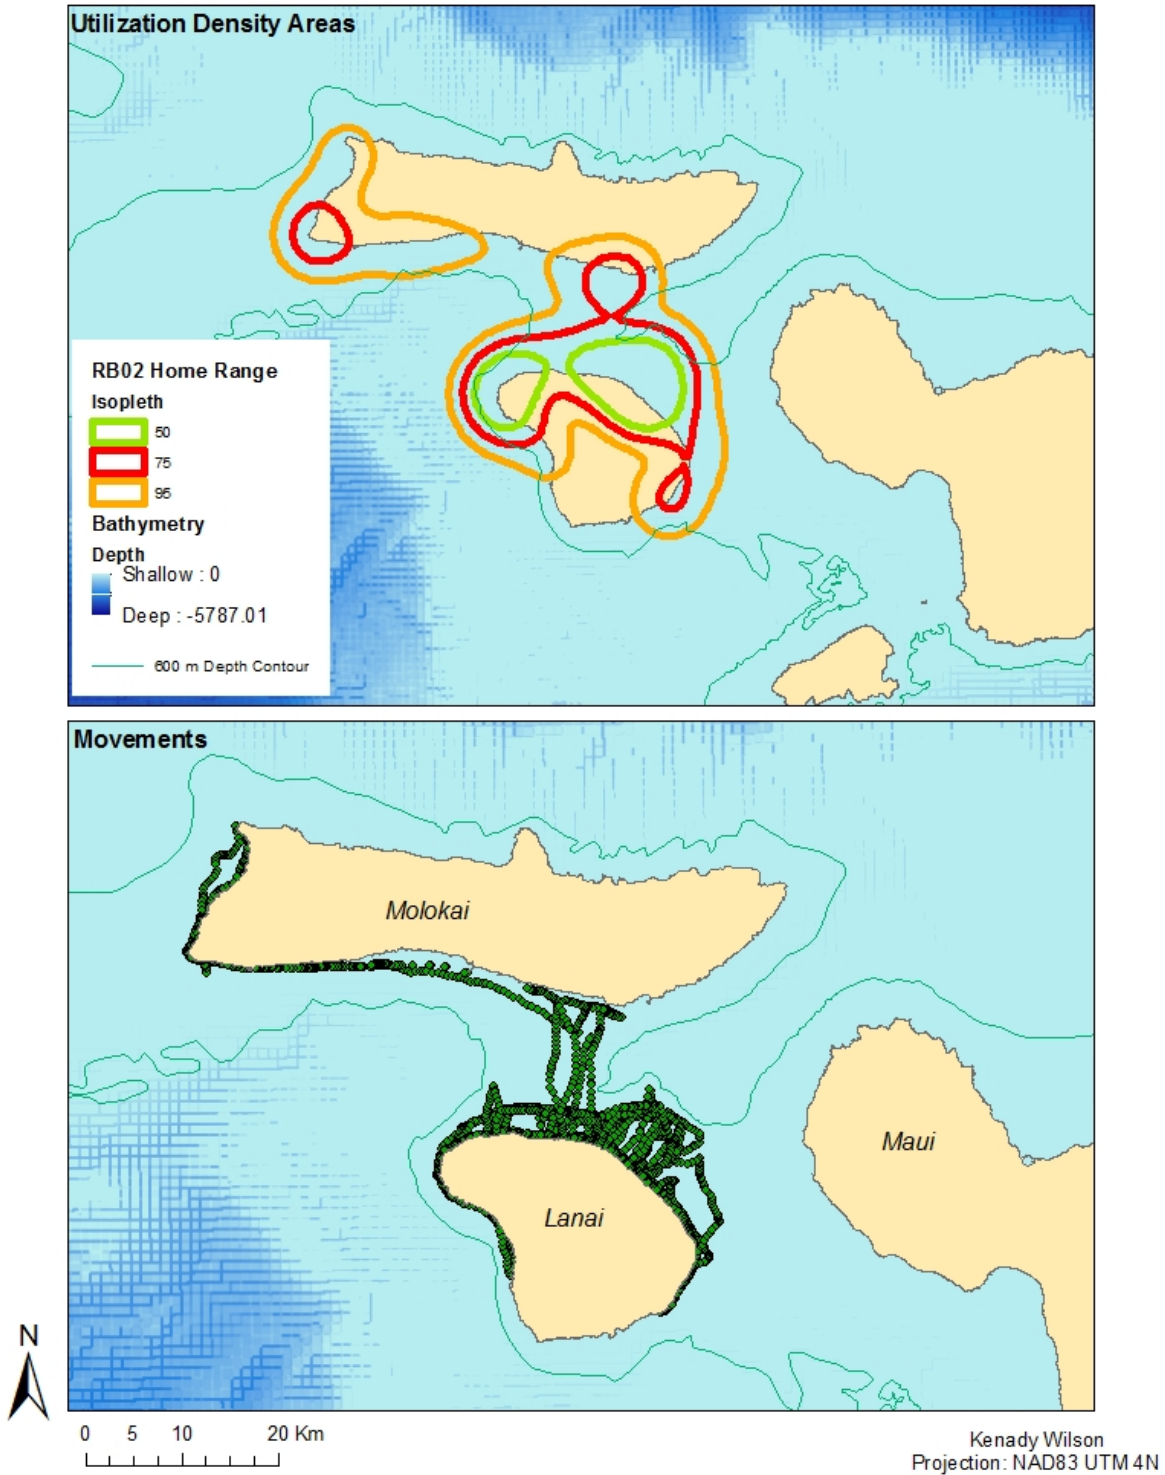 Utilization Density Areas
RB02 Home Range
Isopleth
50
75
95
Bathymetry
Depth
Shallow : 0
Deep : -5787.01
600 m Depth Contour
Movements
Molokai
Maui
Lanai
N
0 5 10 20 Km
Kenady Wilson
Projection: NAD83 UTM 4N